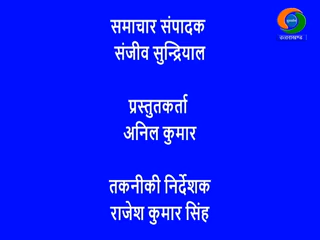 समाचार संपादक
संजीव सुन्द्रियाल
प्रस्तुतकर्ता
अनिल कुमार
तकनीकी निर्देशक
राजेश कुमार सिंह